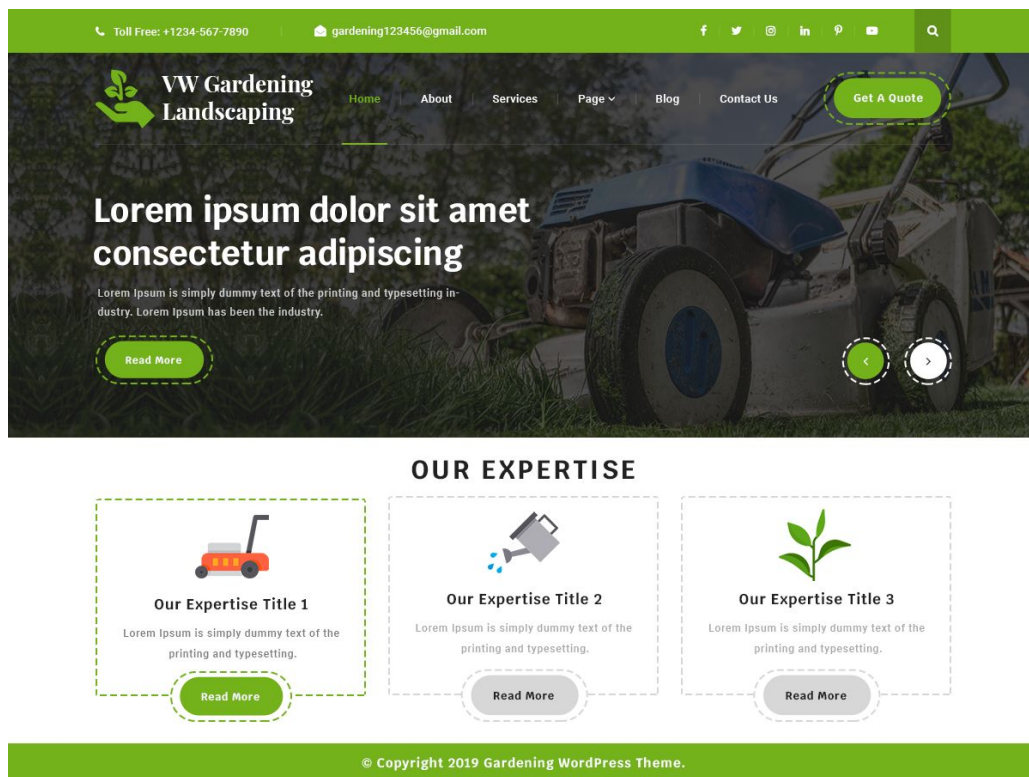 Toll Free: +1234-567-7890
gardening123456@gmail.com
VW Gardening
Landscaping
Home
About
Services
Page
Blog
Contact Us
Get A Quote
Lorem ipsum dolor sit amet
consectetur adipiscing
Lorem Ipsum is simply dummy text of the printing and typesetting in-
dustry. Lorem Ipsum has been the industry.
Read More
OUR EXPERTISE
Our Expertise Title 1
Lorem Ipsum is simply dummy text of the
printing and typesetting.
Read More
Our Expertise Title 2
Lorem Ipsum is simply dummy text of the
printing and typesetting.
Read More
Our Expertise Title 3
Lorem Ipsum is simply dummy text of the
printing and typesetting.
Read More
© Copyright 2019 Gardening WordPress Theme.